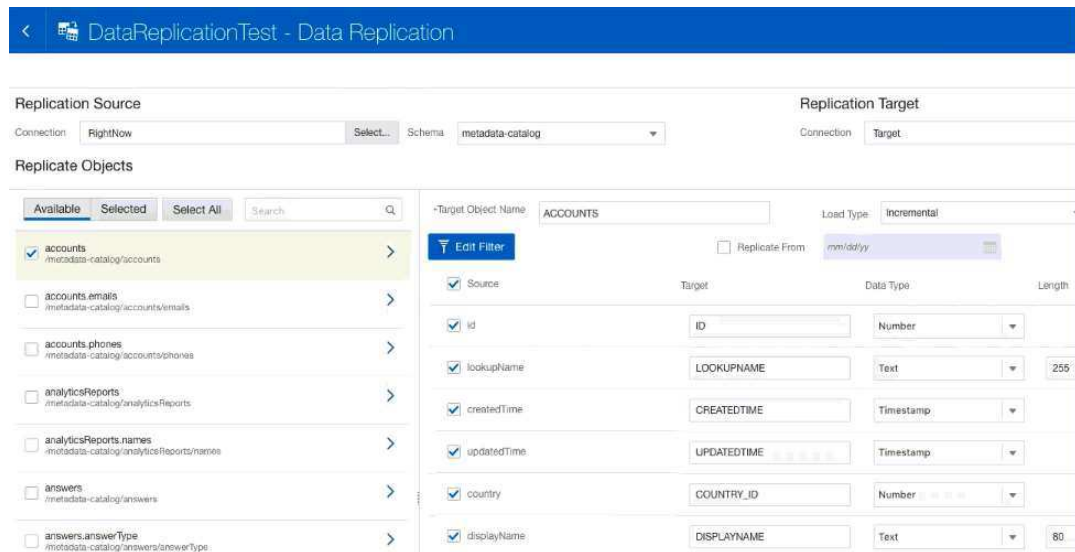 DataReplicationTest - Data Replication
Replication Source
Replication Target
Connection RightNow Select... Schema metadata-catalog Connection Target
Replicate Objects
Available Selected Select All Search *Target Object Name ACCOUNTS Load Type Incremental
accounts
/metadata-catalog/accounts
Edit Filter Replicate From mm/dd/yy
accounts.emails
/metadata-catalog/accounts/emails
Source Target Data Type Length
accounts.phones
/metadata-catalog/accounts/phones
id ID Number
analyticsReports
/metadata-catalog/analyticsReports
lookupName LOOKUPNAME Text 255
createdTime CREATEDTIME Timestamp
analyticsReports.names
/metadata-catalog/analyticsReports/names
updatedTime UPDATEDTIME Timestamp
answers
/metadata-catalog/answers
country COUNTRY_ID Number
answers.answerType
/metadata-catalog/answers/answerType
displayName DISPLAYNAME Text 80